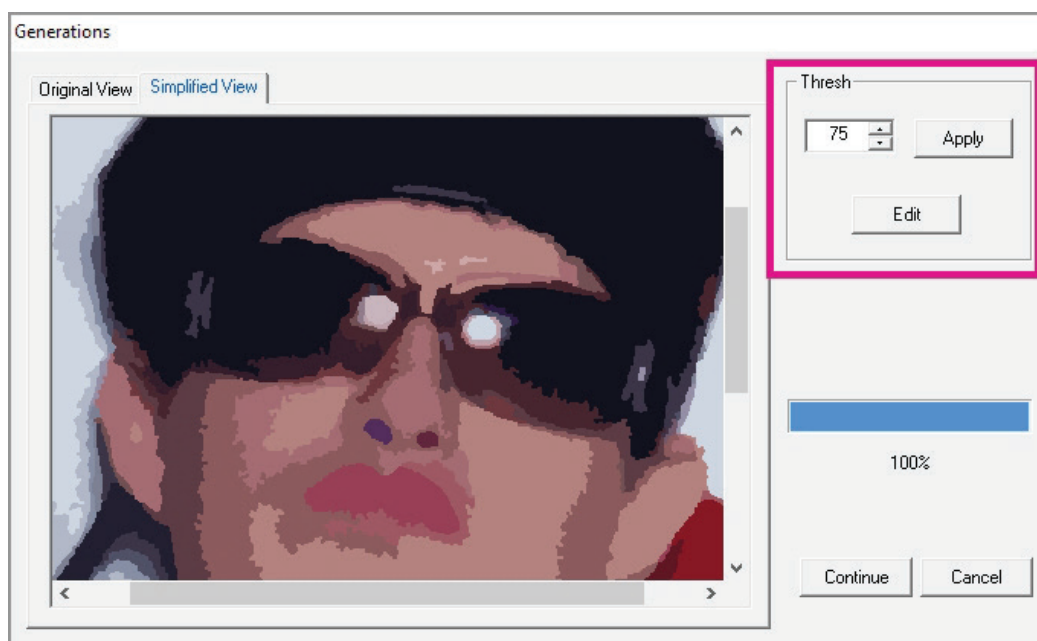 Generations
Original View
Simplified View
Thresh
75
Apply
Edit
100%
Continue
Cancel